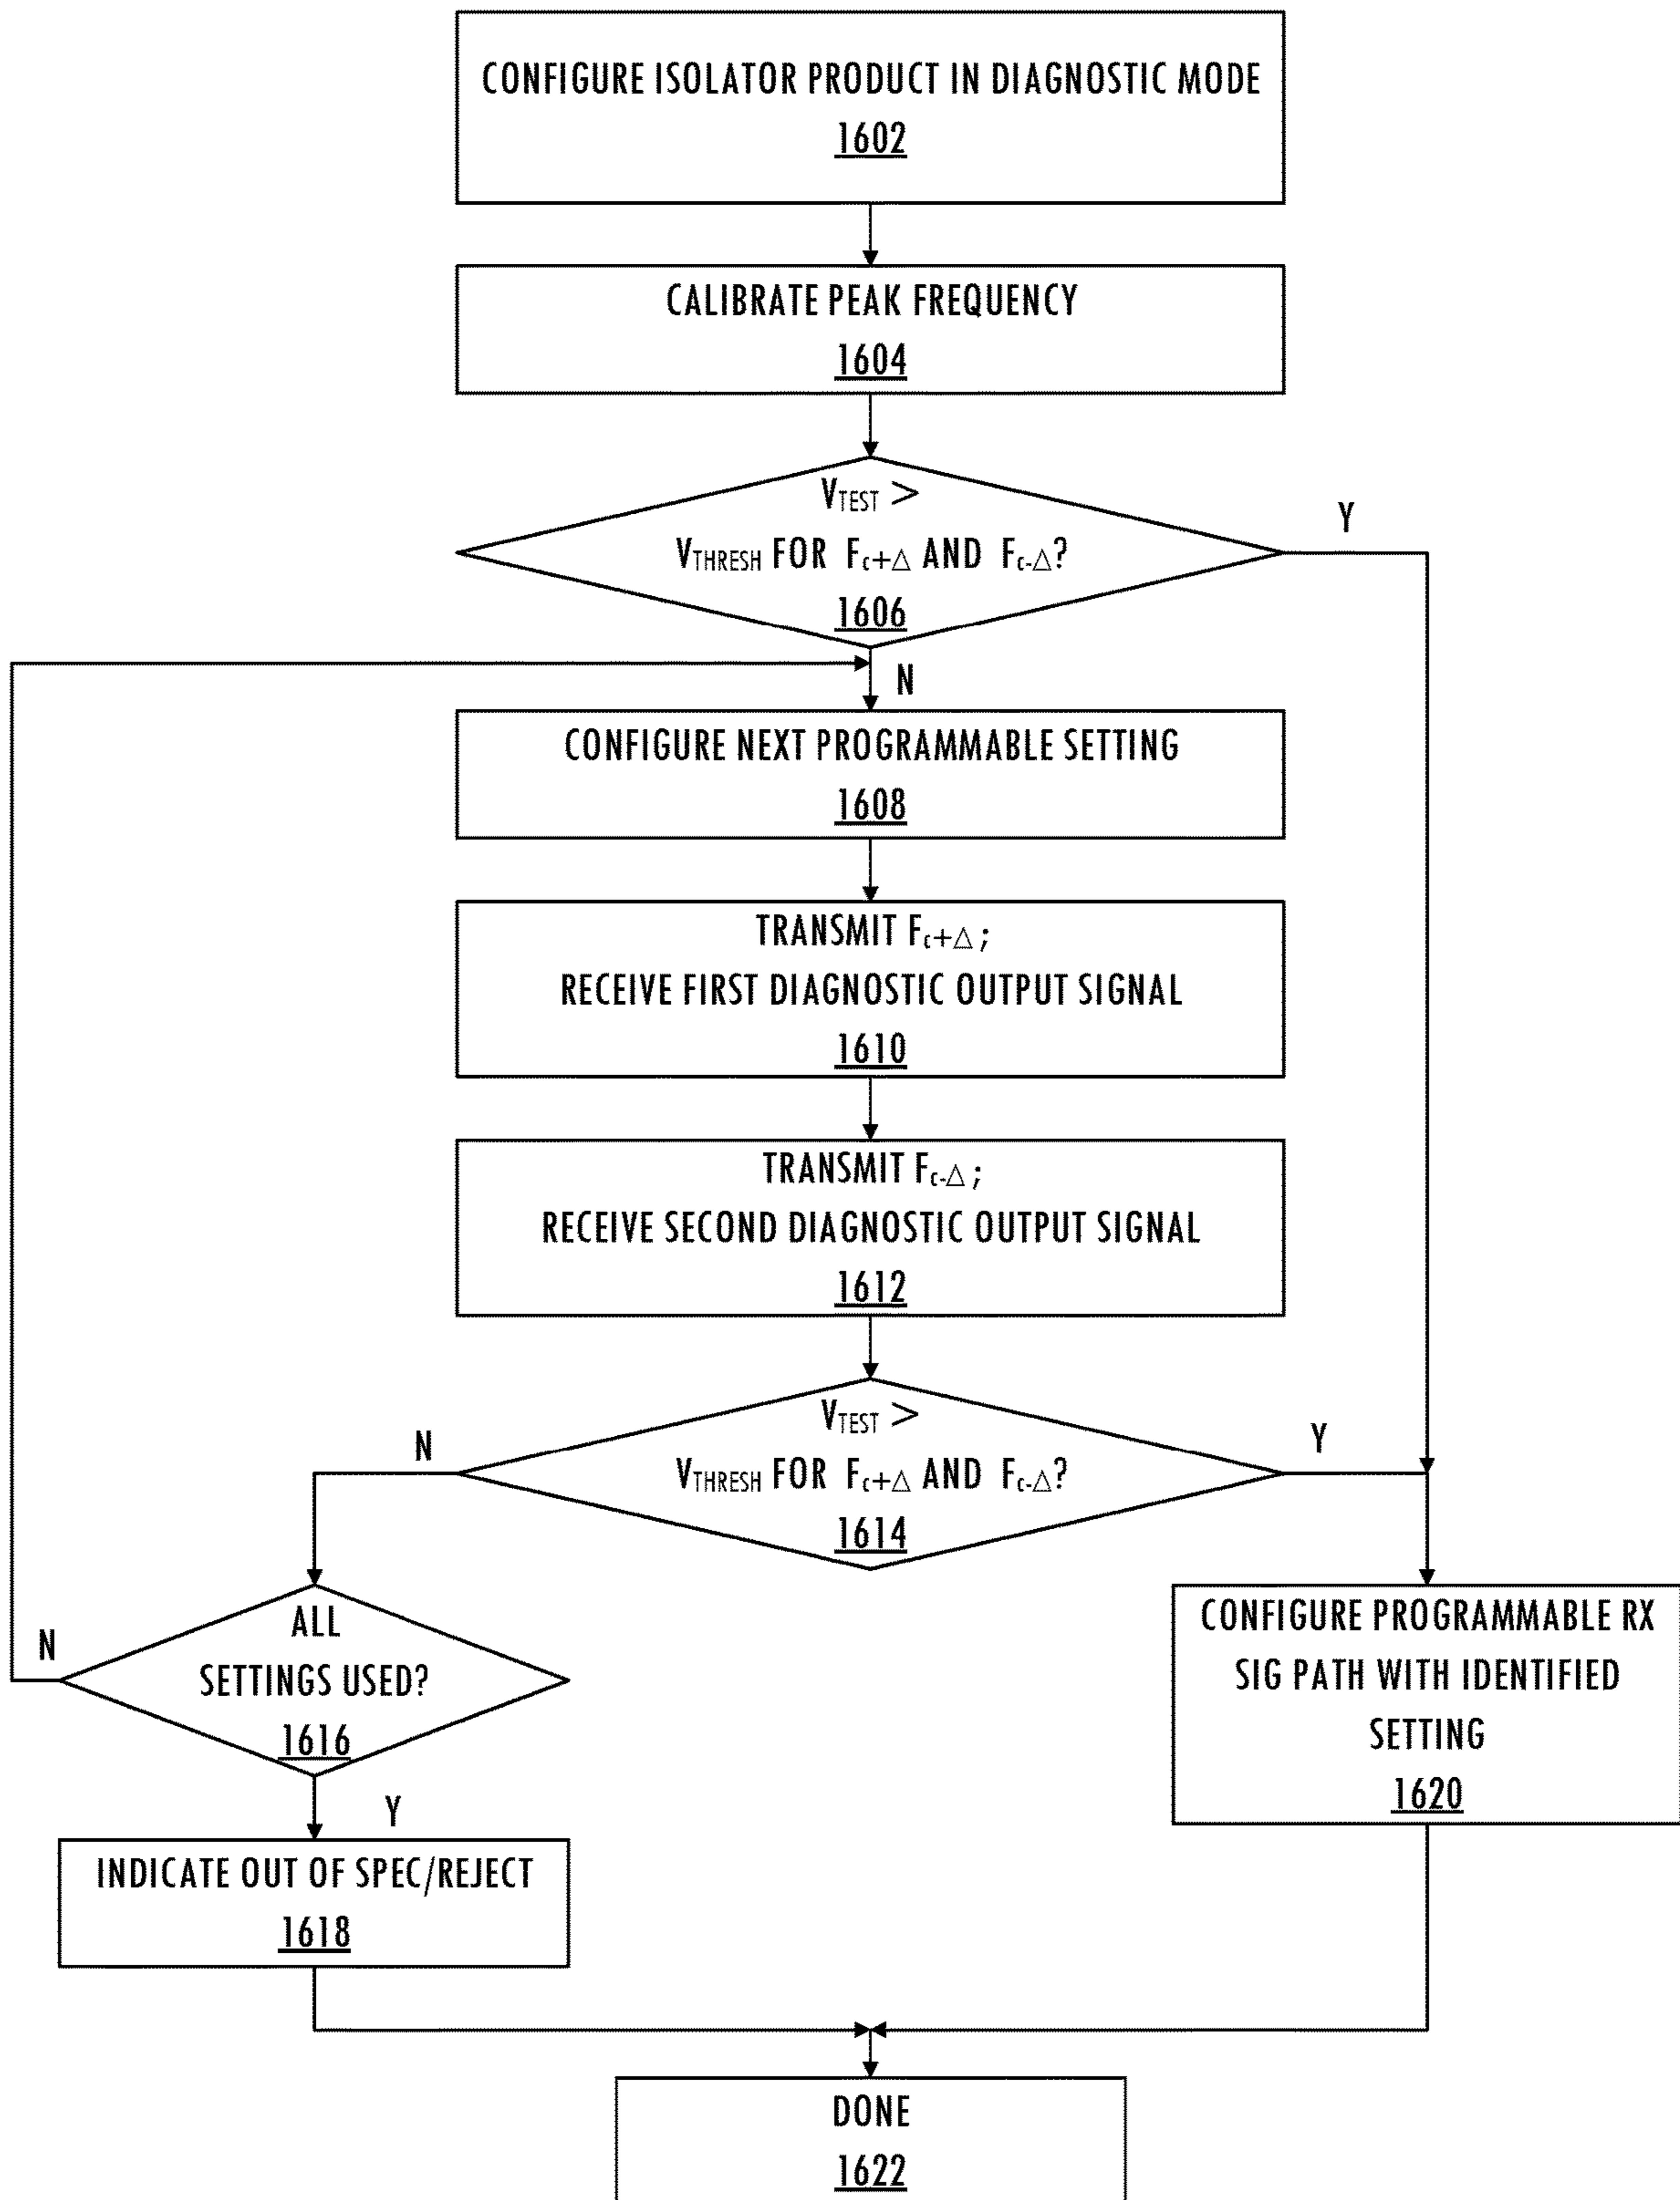 CONFIGURE ISOLATOR PRODUCT IN DIAGNOSTIC MODE
1602
CALIBRATE PEAK FREQUENCY
1604
VTEST >
VTHRESH FOR Fc+△ AND Fc-△?
1606
Y
N
CONFIGURE NEXT PROGRAMMABLE SETTING
1608
TRANSMIT Fc+△;
RECEIVE FIRST DIAGNOSTIC OUTPUT SIGNAL
1610
TRANSMIT Fc-△;
RECEIVE SECOND DIAGNOSTIC OUTPUT SIGNAL
1612
VTEST >
VTHRESH FOR Fc+△ AND Fc-△?
1614
N
Y
ALL
SETTINGS USED?
1616
N
Y
CONFIGURE PROGRAMMABLE RX
SIG PATH WITH IDENTIFIED
SETTING
1620
INDICATE OUT OF SPEC/REJECT
1618
DONE
1622